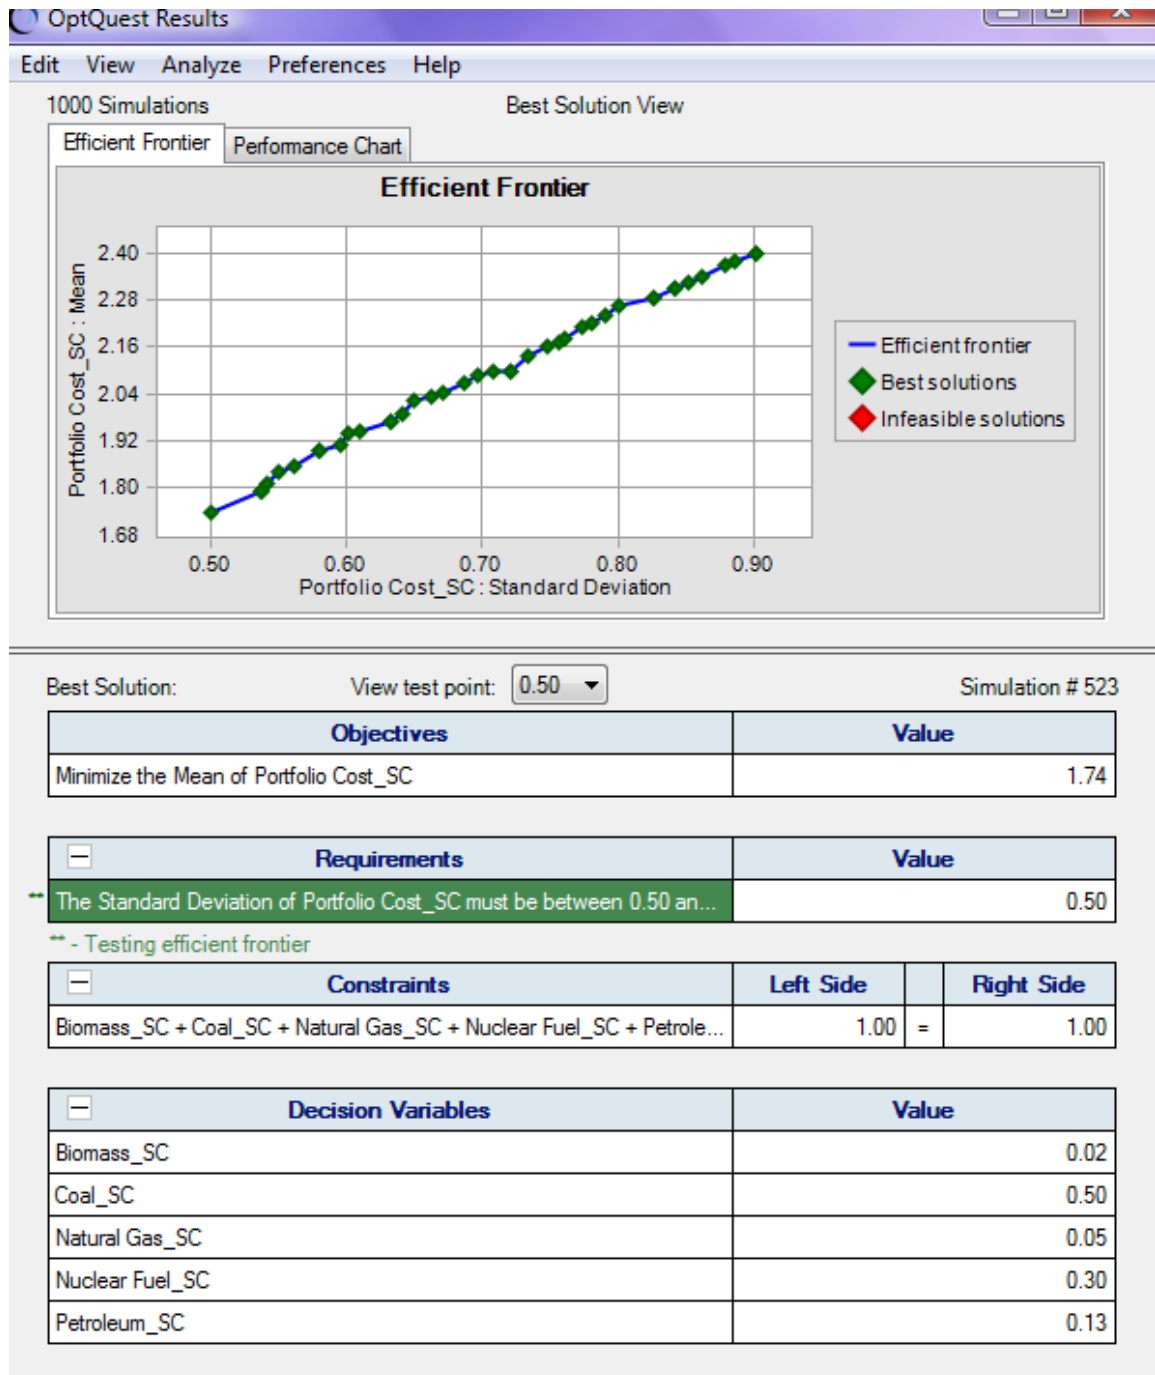 OptQuest Results
Edit View Analyze Preferences Help
1000 Simulations Best Solution View
Efficient Frontier Performance Chart
Efficient Frontier
Portfolio Cost_SC : Mean
2.40
2.28
2.16
2.04
1.92
1.80
1.68
0.50 0.60 0.70 0.80 0.90
Portfolio Cost_SC : Standard Deviation
Efficient frontier
Best solutions
Infeasible solutions
Best Solution: View test point: 0.50 Simulation # 523
Objectives Value
Minimize the Mean of Portfolio Cost_SC 1.74
Requirements Value
** The Standard Deviation of Portfolio Cost_SC must be between 0.50 an... 0.50
** - Testing efficient frontier
Constraints Left Side Right Side
Biomass_SC + Coal_SC + Natural Gas_SC + Nuclear Fuel_SC + Petrole... 1.00 = 1.00
Decision Variables Value
Biomass_SC 0.02
Coal_SC 0.50
Natural Gas_SC 0.05
Nuclear Fuel_SC 0.30
Petroleum_SC 0.13